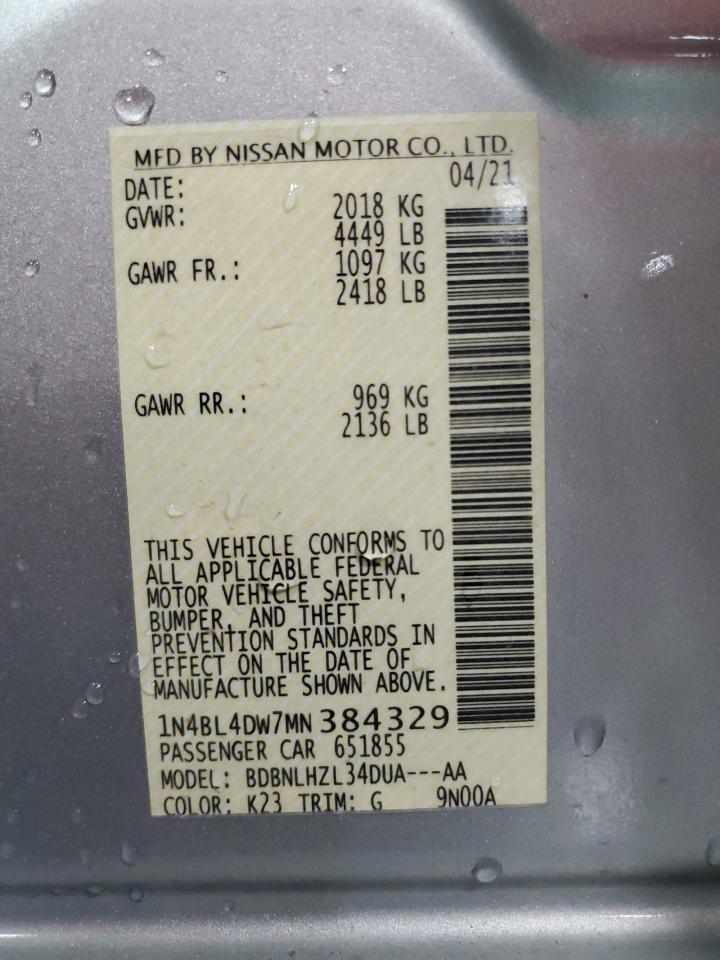 MFD BY NISSAN MOTOR CO., LTD.
DATE: 04/21
GVWR: 2018 KG
4449 LB
GAWR FR.: 1097 KG
2418 LB
GAWR RR.: 969 KG
2136 LB
THIS VEHICLE CONFORMS TO
ALL APPLICABLE FEDERAL
MOTOR VEHICLE SAFETY,
BUMPER, AND THEFT
PREVENTION STANDARDS IN
EFFECT ON THE DATE OF
MANUFACTURE SHOWN ABOVE.
1N4BL4DW7MN384329
PASSENGER CAR 651855
MODEL: BDBNLHZL34DUA---AA
COLOR: K23 TRIM: G 9N00A